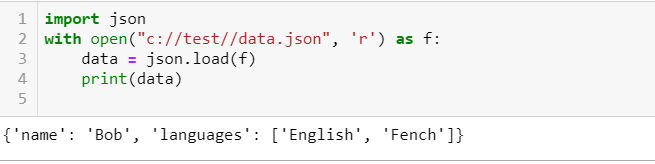 1 import json
2 with open("c://test//data.json", 'r') as f:
3     data = json.load(f)
4     print(data)
5
{'name': 'Bob', 'languages': ['English', 'Fench']}